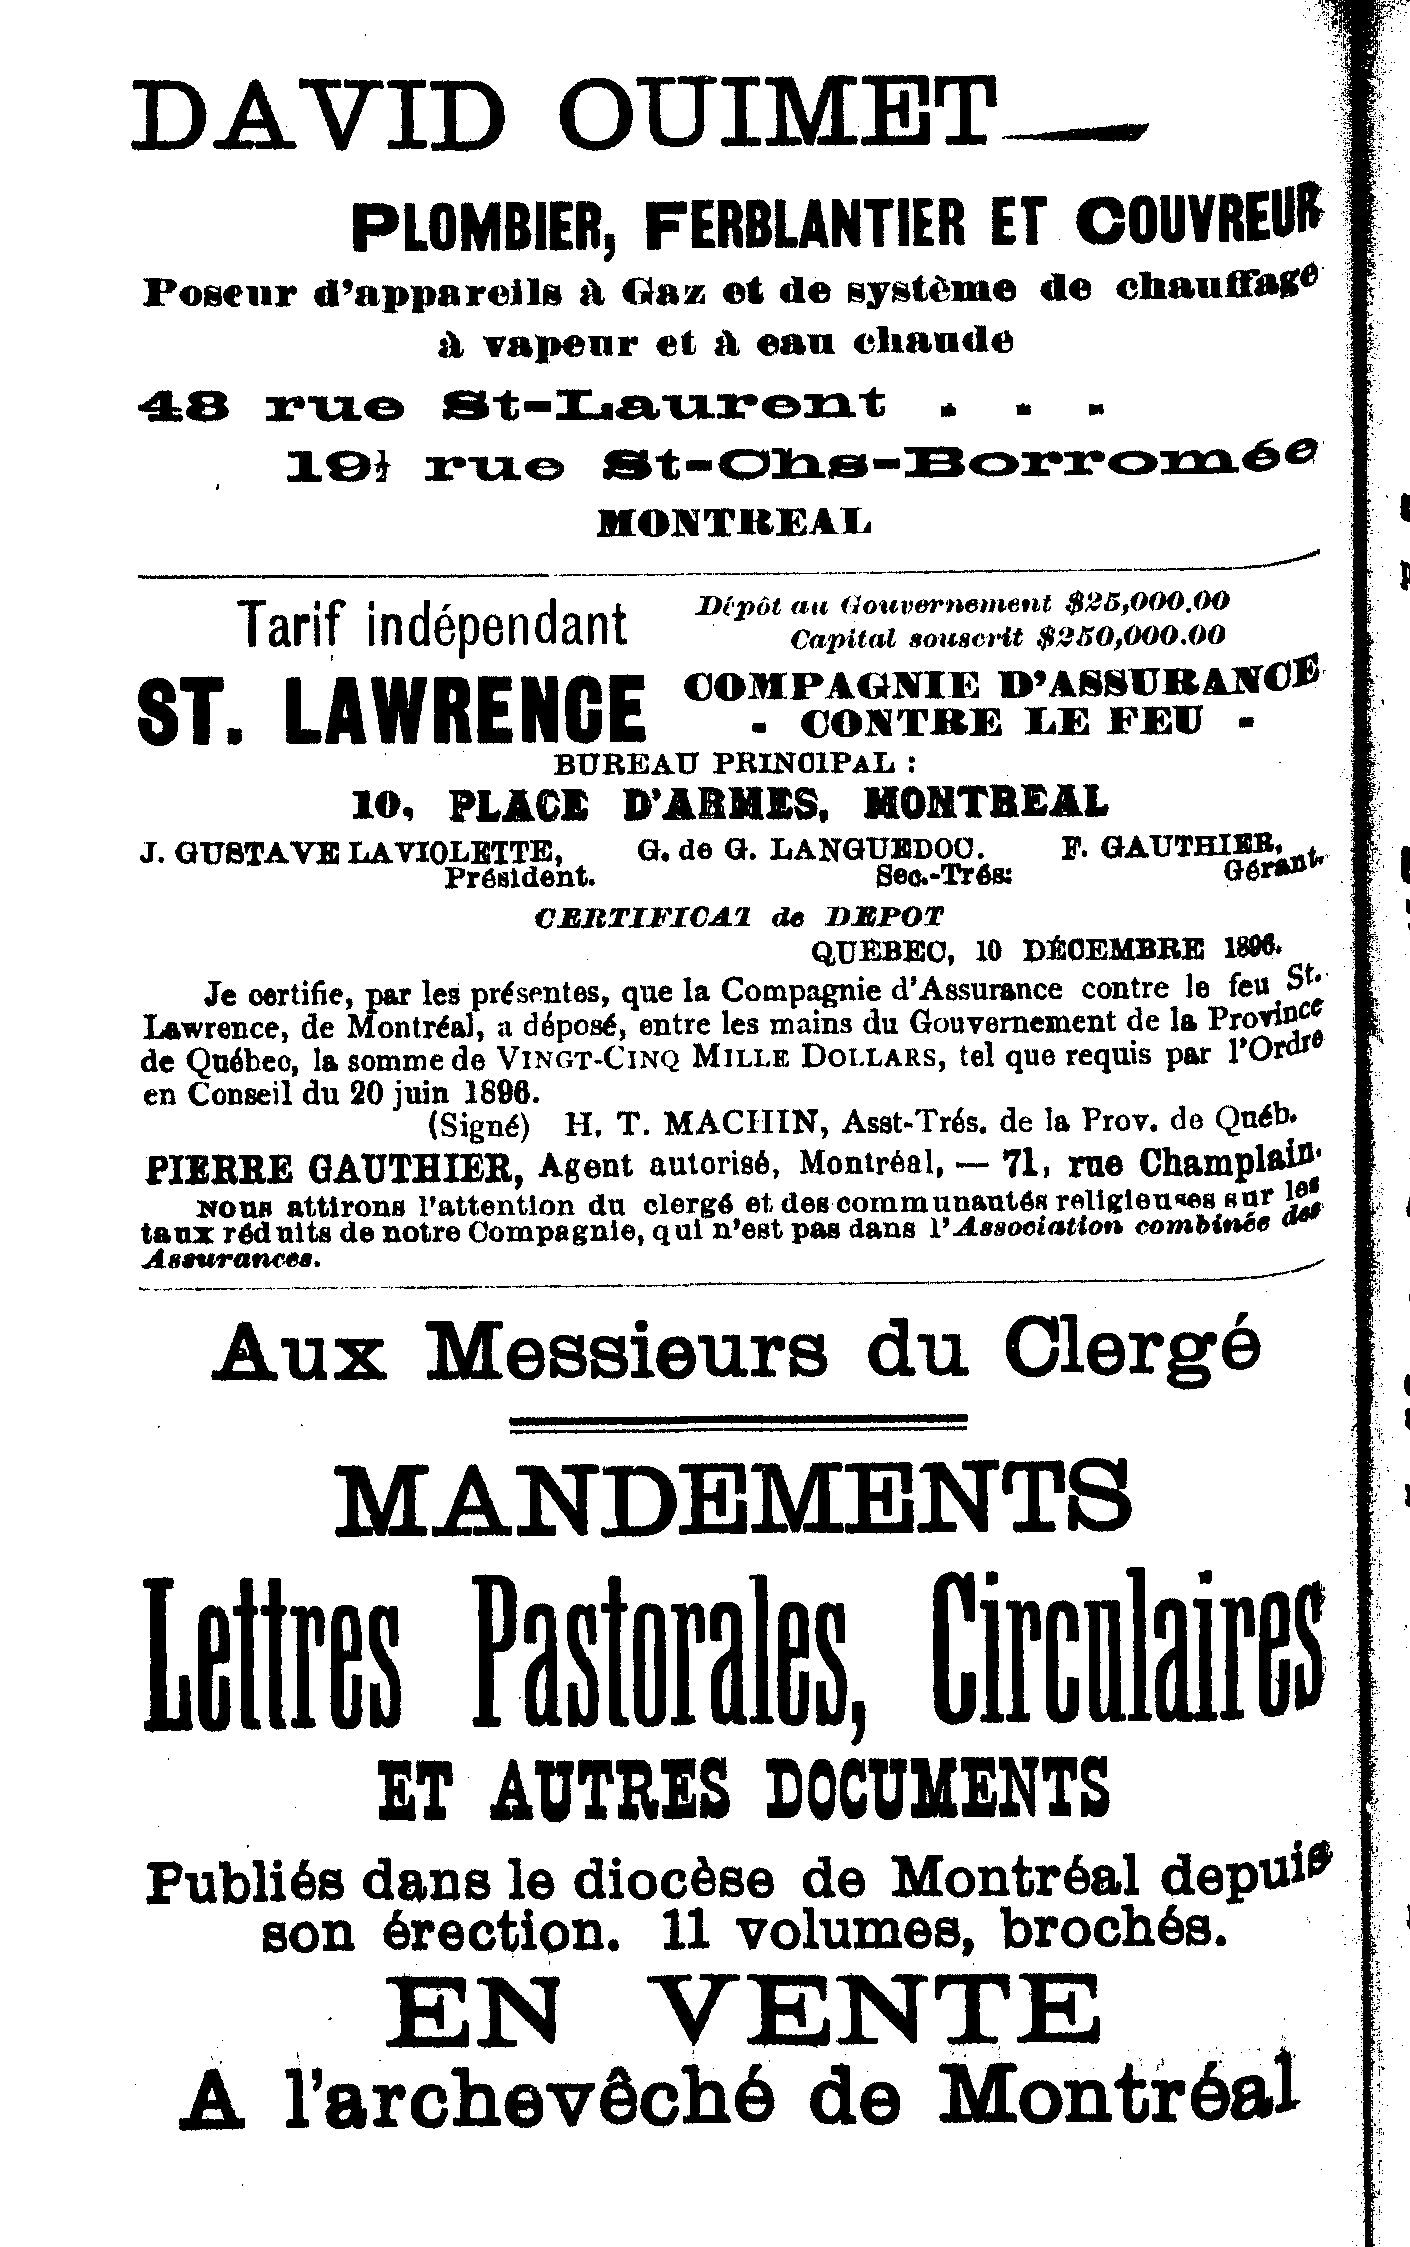 DAVID OUIMET
PLOMBIER, FERBLANTIER ET COUVREUR
Poseur d'appareils à Gaz et de système de chauffage
à vapeur et à eau chaude
48 rue St-Laurent . . .
19½ rue St-Chs-Borromée
MONTREAL
Tarif indépendant
Dépôt au Gouvernement $25,000.00
Capital souscrit $250,000.00
ST. LAWRENCE
COMPAGNIE D'ASSURANCE
- CONTRE LE FEU -
BUREAU PRINCIPAL :
10, PLACE D'ARMES, MONTREAL
J. GUSTAVE LAVIOLETTE, G. de G. LANGUEDOC. F. GAUTHIER,
Président. Sec.-Trés: Gérant.
CERTIFICAT de DEPOT
QUÉBEC, 10 DÉCEMBRE 1896.
Je certifie, par les présentes, que la Compagnie d'Assurance contre le feu St.
Lawrence, de Montréal, a déposé, entre les mains du Gouvernement de la Province
de Québec, la somme de VINGT-CINQ MILLE DOLLARS, tel que requis par l'Ordre
en Conseil du 20 juin 1896.
(Signé) H. T. MACHIN, Asst-Trés. de la Prov. de Québ.
PIERRE GAUTHIER, Agent autorisé, Montréal, — 71, rue Champlain.
Nous attirons l'attention du clergé et des communautés religieuses sur les
taux réduits de notre Compagnie, qui n'est pas dans l'Association combinée des
Assurances.
Aux Messieurs du Clergé
MANDEMENTS
Lettres Pastorales, Circulaires
ET AUTRES DOCUMENTS
Publiés dans le diocèse de Montréal depuis
son érection. 11 volumes, brochés.
EN VENTE
A l'archevêché de Montréal